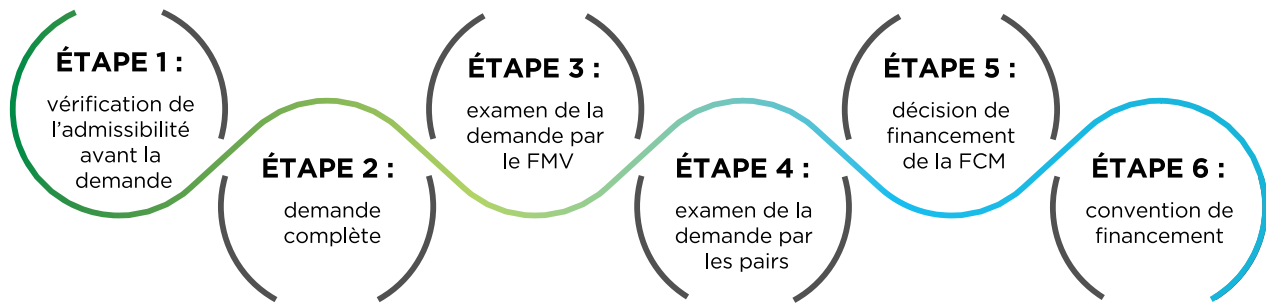 ÉTAPE 1 :
vérification de
l'admissibilité
avant la
demande
ÉTAPE 2 :
demande
complète
ÉTAPE 3 :
examen de la
demande par
le FMV
ÉTAPE 4 :
examen de la
demande par
les pairs
ÉTAPE 5 :
décision de
financement
de la FCM
ÉTAPE 6 :
convention de
financement